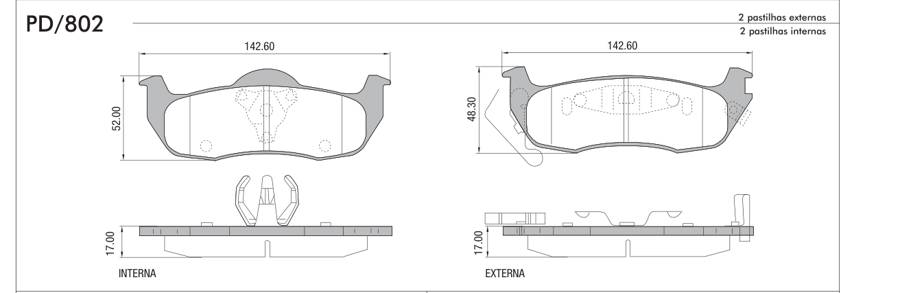 PD/802
2 pastilhas externas
2 pastilhas internas
142.60
142.60
52.00
48.30
17.00
17.00
INTERNA
EXTERNA